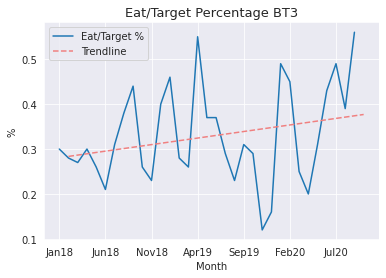 Eat/Target Percentage BT3
Eat/Target %
Trendline
0.5
0.4
0.3
0.2
0.1
%
Jan18 Jun18 Nov18 Apr19 Sep19 Feb20 Jul20
Month